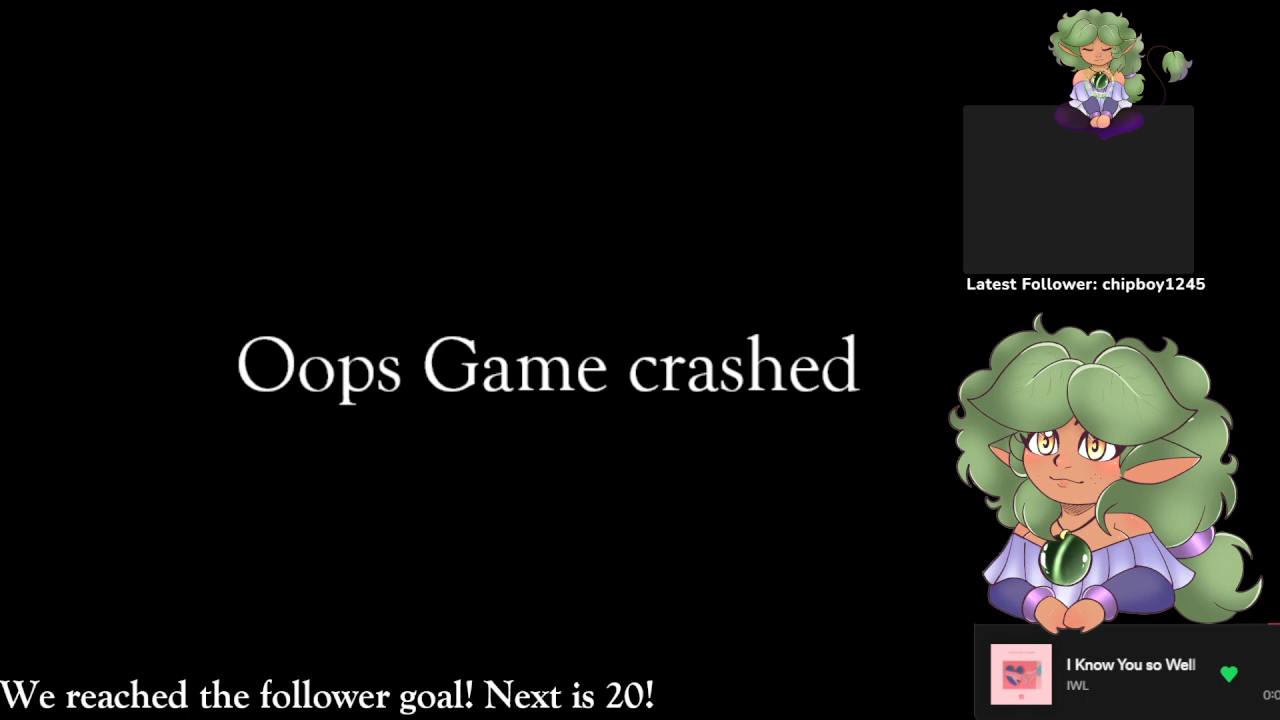 Latest Follower: chipboy1245
Oops Game crashed
I Know You so Well
IWL
We reached the follower goal! Next is 20!